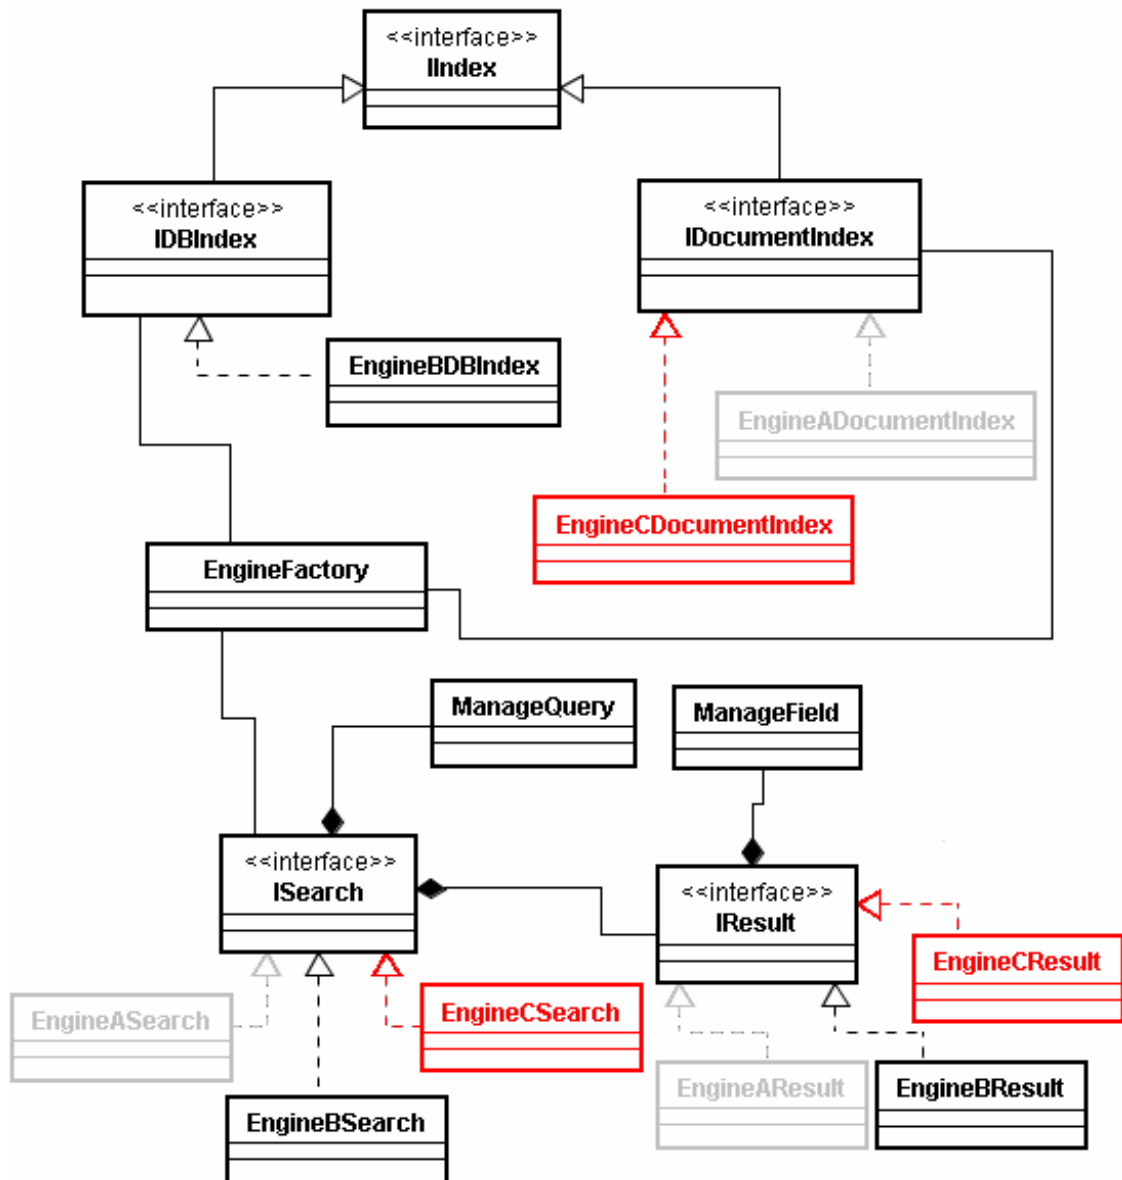 <<interface>>
IIndex
<<interface>>
IDBIndex
<<interface>>
IDocumentIndex
EngineBDBIndex
EngineADocumentIndex
EngineCDocumentIndex
EngineFactory
ManageQuery
ManageField
<<interface>>
ISearch
<<interface>>
IResult
EngineCResult
EngineASearch
EngineCSearch
EngineAResult
EngineBResult
EngineBSearch